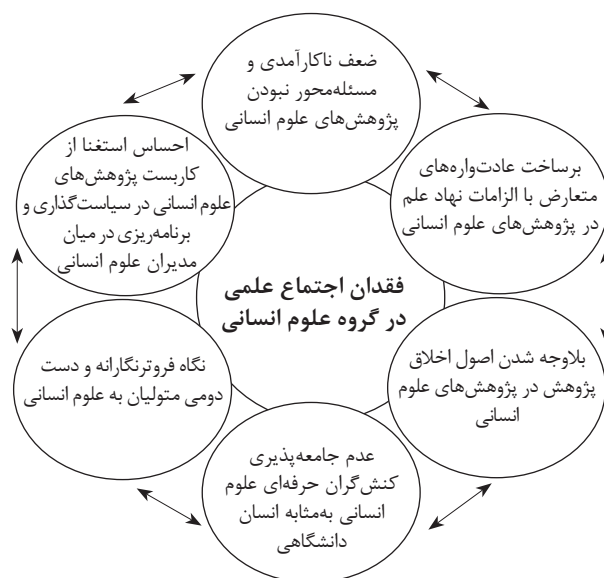 ضعف ناکارآمدی و
مسئله‌محور نبودن
پژوهش‌های علوم انسانی
برساخت عادت‌واره‌های
متعارض با الزامات نهاد علم
در پژوهش‌های علوم انسانی
احساس استغنا از
کاربست پژوهش‌های
علوم انسانی در سیاست‌گذاری و
برنامه‌ریزی در میان
مدیران علوم انسانی
فقدان اجتماع علمی
در گروه علوم انسانی
بلاوجه شدن اصول اخلاق
پژوهش در پژوهش‌های علوم
انسانی
نگاه فروترنگارانه و دست
دومی متولیان به علوم انسانی
عدم جامعه‌پذیری
کنش‌گران حرفه‌ای علوم
انسانی به‌مثابه انسان
دانشگاهی